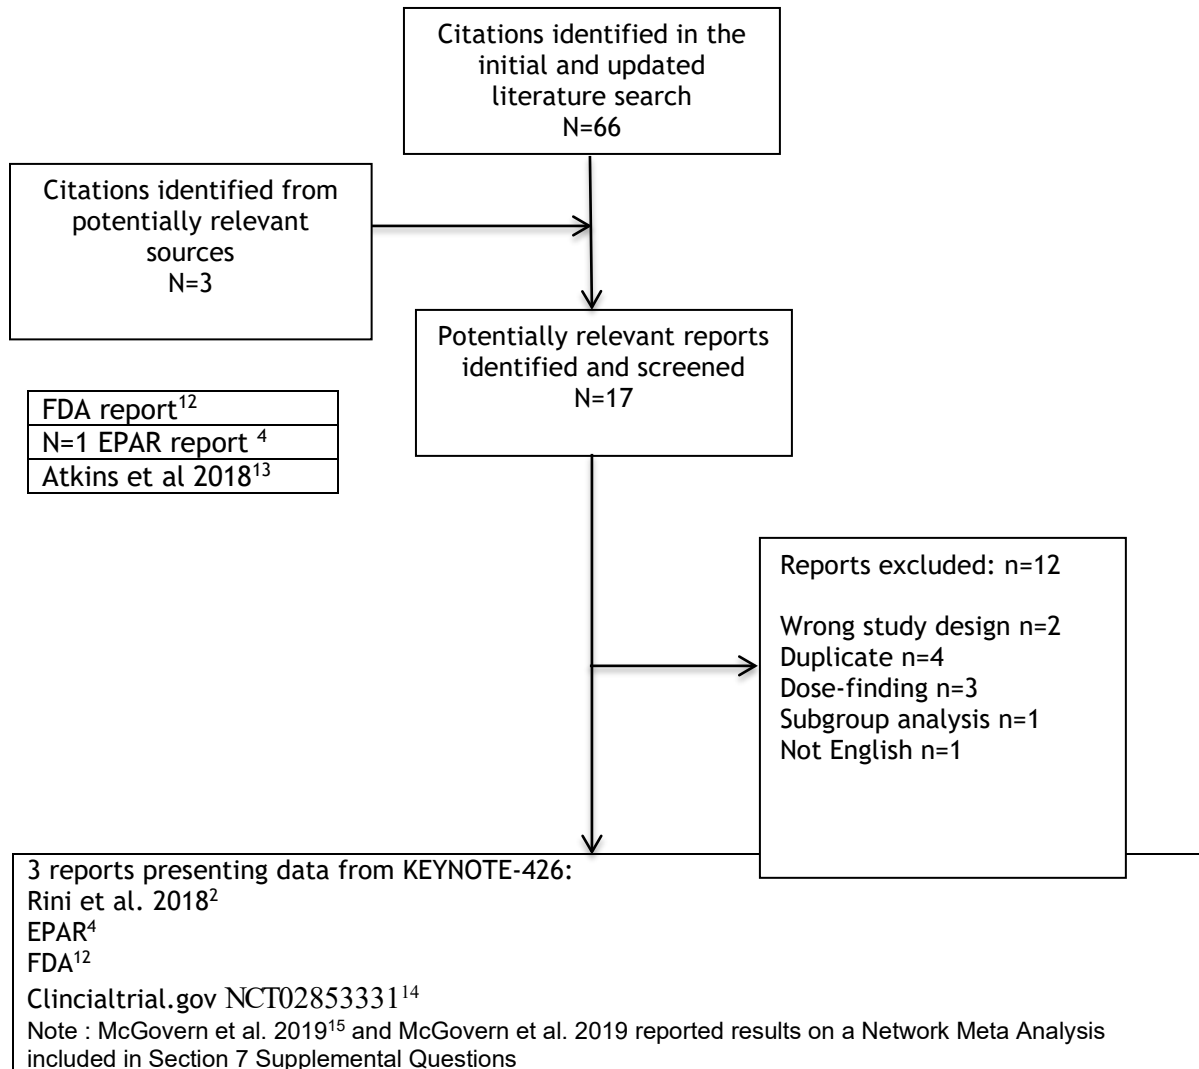 Citations identified in the
initial and updated
literature search
N=66
Citations identified from
potentially relevant
sources
N=3
Potentially relevant reports
identified and screened
N=17
FDA report¹²
N=1 EPAR report ⁴
Atkins et al 2018¹³
Reports excluded: n=12
Wrong study design n=2
Duplicate n=4
Dose-finding n=3
Subgroup analysis n=1
Not English n=1
3 reports presenting data from KEYNOTE-426:
Rini et al. 2018²
EPAR⁴
FDA¹²
Clincialtrial.gov NCT02853331¹⁴
Note : McGovern et al. 2019¹⁵ and McGovern et al. 2019 reported results on a Network Meta Analysis
included in Section 7 Supplemental Questions